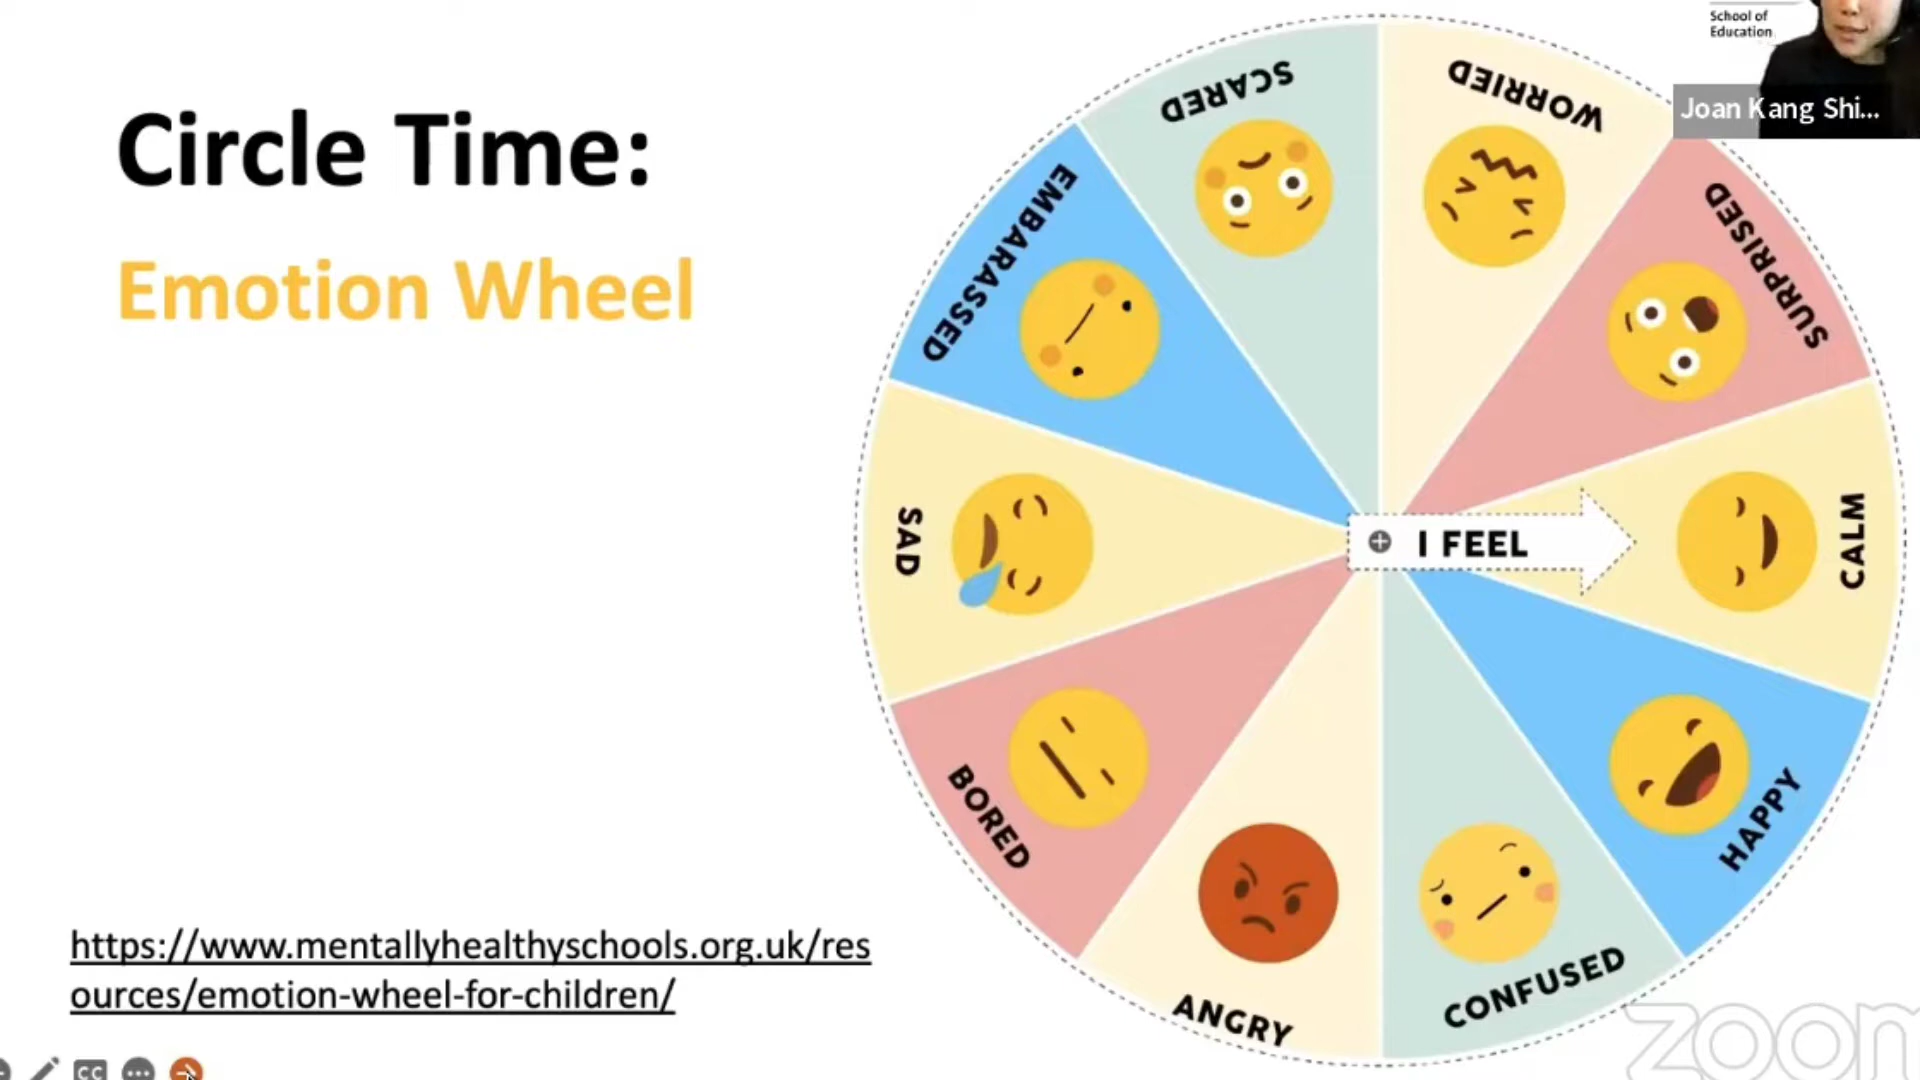 School of
Education
Joan Kang Shi...
Circle Time:
Emotion Wheel
SCARED
WORRIED
SURPRISED
CALM
HAPPY
CONFUSED
ANGRY
BORED
SAD
EMBARASSED
I FEEL
https://www.mentallyhealthyschools.org.uk/res
ources/emotion-wheel-for-children/
CC
zoom